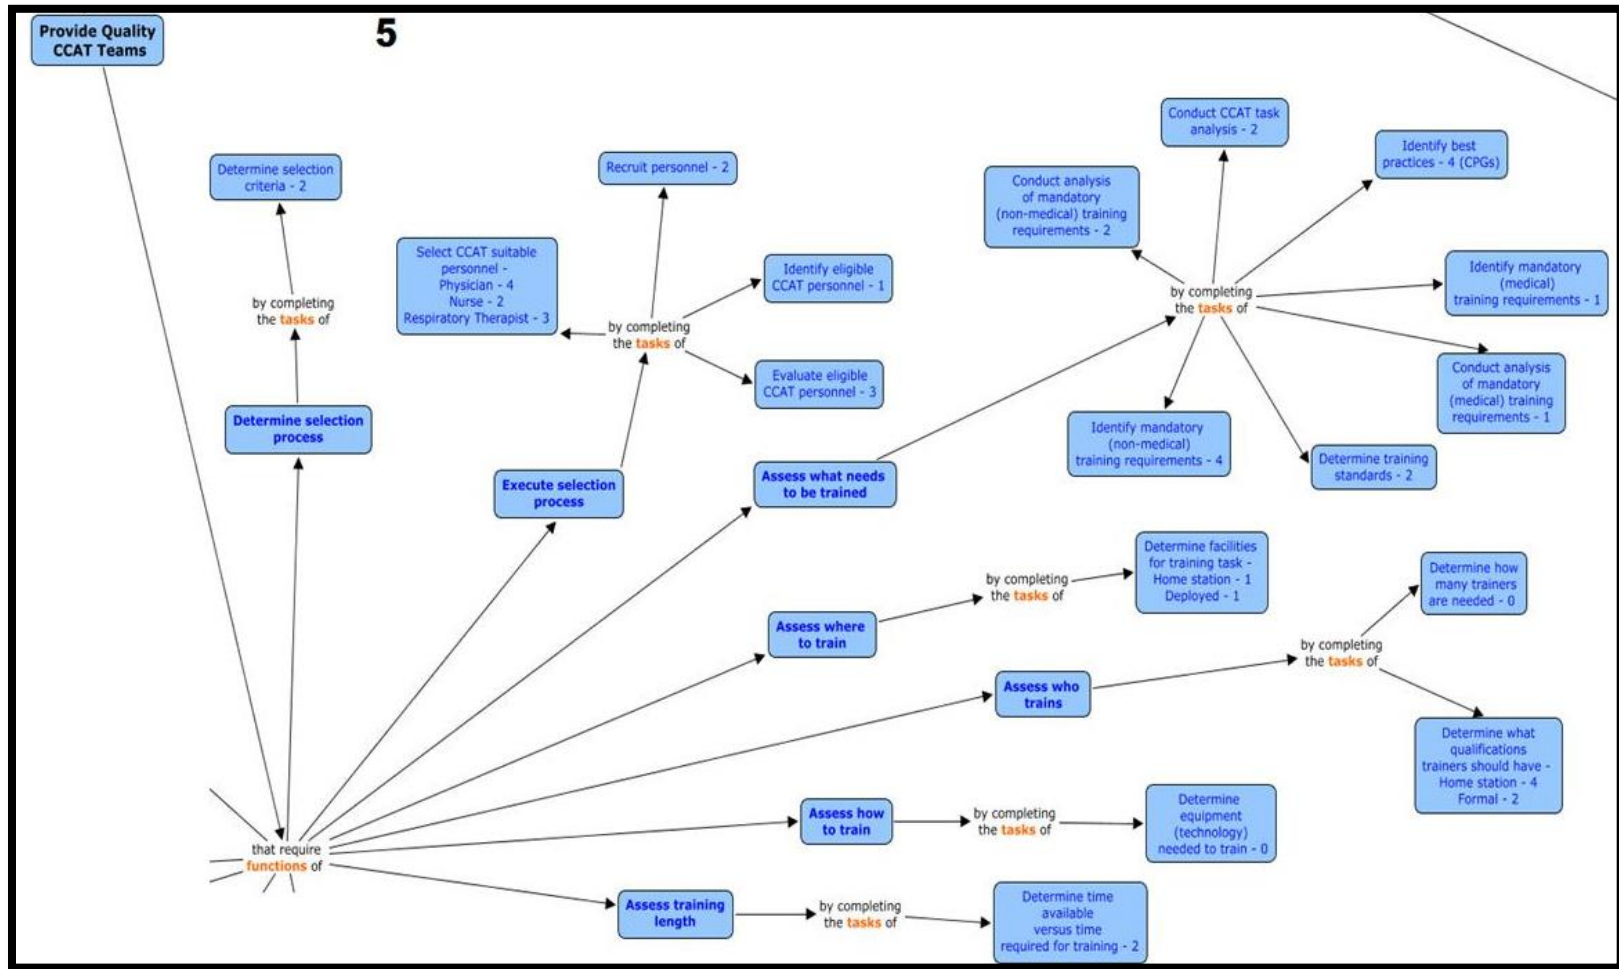 Provide Quality
CCAT Teams
5
Determine selection
criteria - 2
by completing
the tasks of
Determine selection
process
Recruit personnel - 2
Select CCAT suitable
personnel -
Physician - 4
Nurse - 2
Respiratory Therapist - 3
Identify eligible
CCAT personnel - 1
by completing
the tasks of
Evaluate eligible
CCAT personnel - 3
Execute selection
process
Conduct CCAT task
analysis - 2
Identify best
practices - 4 (CPGs)
Conduct analysis
of mandatory
(non-medical) training
requirements - 2
Identify mandatory
(medical)
training requirements - 1
by completing
the tasks of
Conduct analysis
of mandatory
(medical) training
requirements - 1
Identify mandatory
(non-medical)
training requirements - 4
Determine training
standards - 2
Assess what needs
to be trained
Assess where
to train
by completing
the tasks of
Determine facilities
for training task -
Home station - 1
Deployed - 1
Assess who
trains
by completing
the tasks of
Determine how
many trainers
are needed - 0
Determine what
qualifications
trainers should have -
Home station - 4
Formal - 2
Assess how
to train
by completing
the tasks of
Determine
equipment
(technology)
needed to train - 0
that require
functions of
Assess training
length
by completing
the tasks of
Determine time
available
versus time
required for training - 2